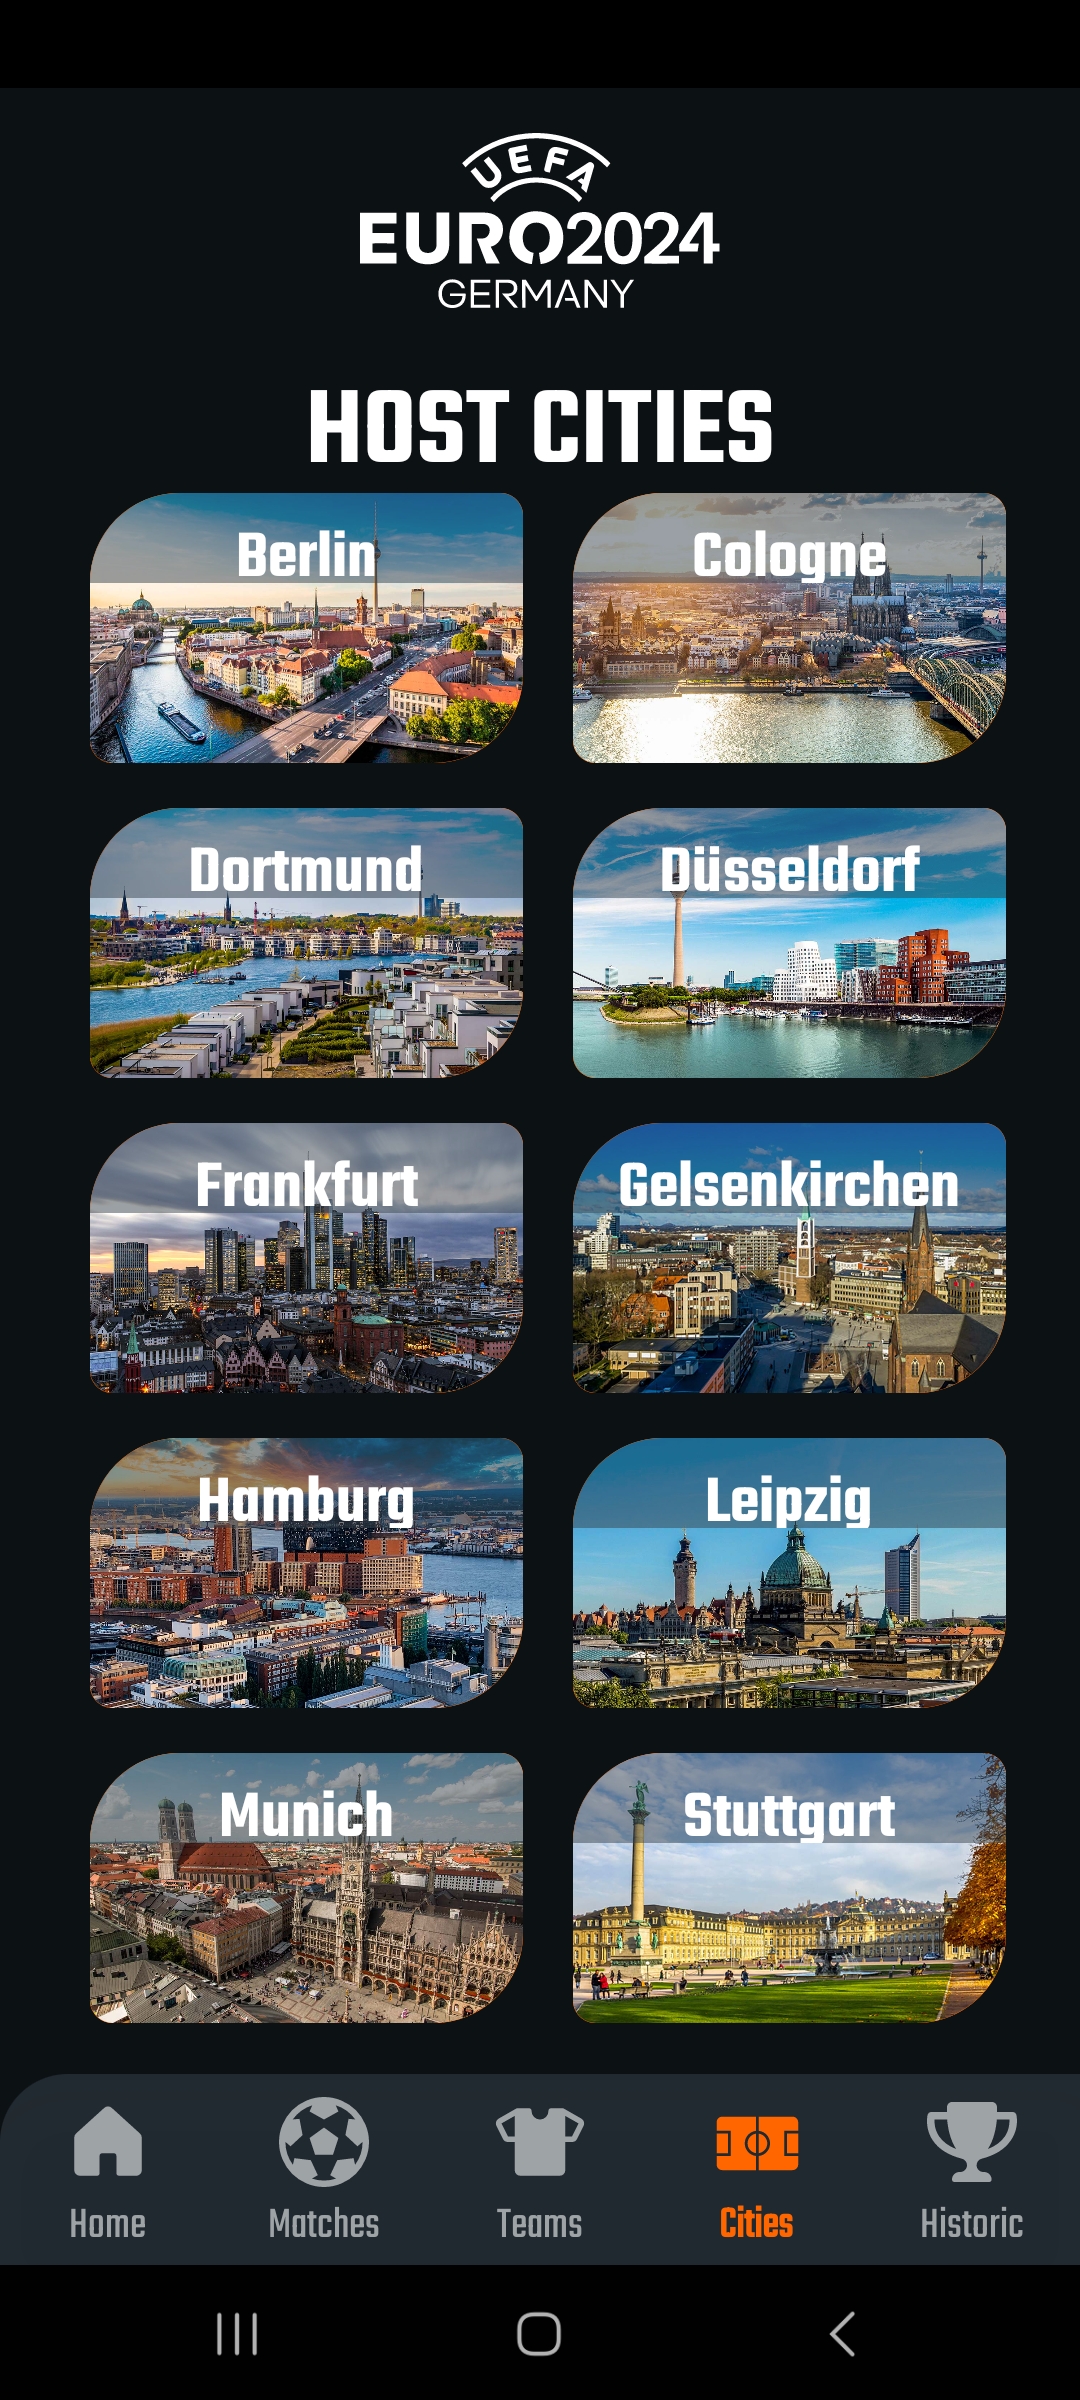 UEFA
EURO2024
GERMANY
HOST CITIES
Berlin
Cologne
Dortmund
Düsseldorf
Frankfurt
Gelsenkirchen
Hamburg
Leipzig
Munich
Stuttgart
Home
Matches
Teams
Cities
Historic